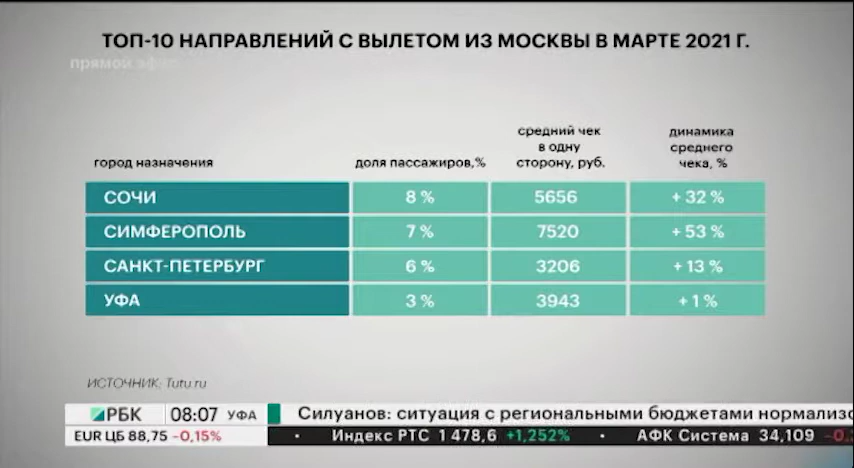 ТОП-10 НАПРАВЛЕНИЙ С ВЫЛЕТОМ ИЗ МОСКВЫ В МАРТЕ 2021 Г.
прямой эфир
город назначения доля пассажиров,% средний чек в одну сторону, руб. динамика среднего чека, %
СОЧИ 8 % 5656 + 32 %
СИМФЕРОПОЛЬ 7 % 7520 + 53 %
САНКТ-ПЕТЕРБУРГ 6 % 3206 + 13 %
УФА 3 % 3943 + 1 %
ИСТОЧНИК: Tutu.ru
РБК 08:07 УФА Силуанов: ситуация с региональными бюджетами
EUR ЦБ 88,75 -0,15% • Индекс РТС 1 478,6 +1,252% • АФК Система 34,109